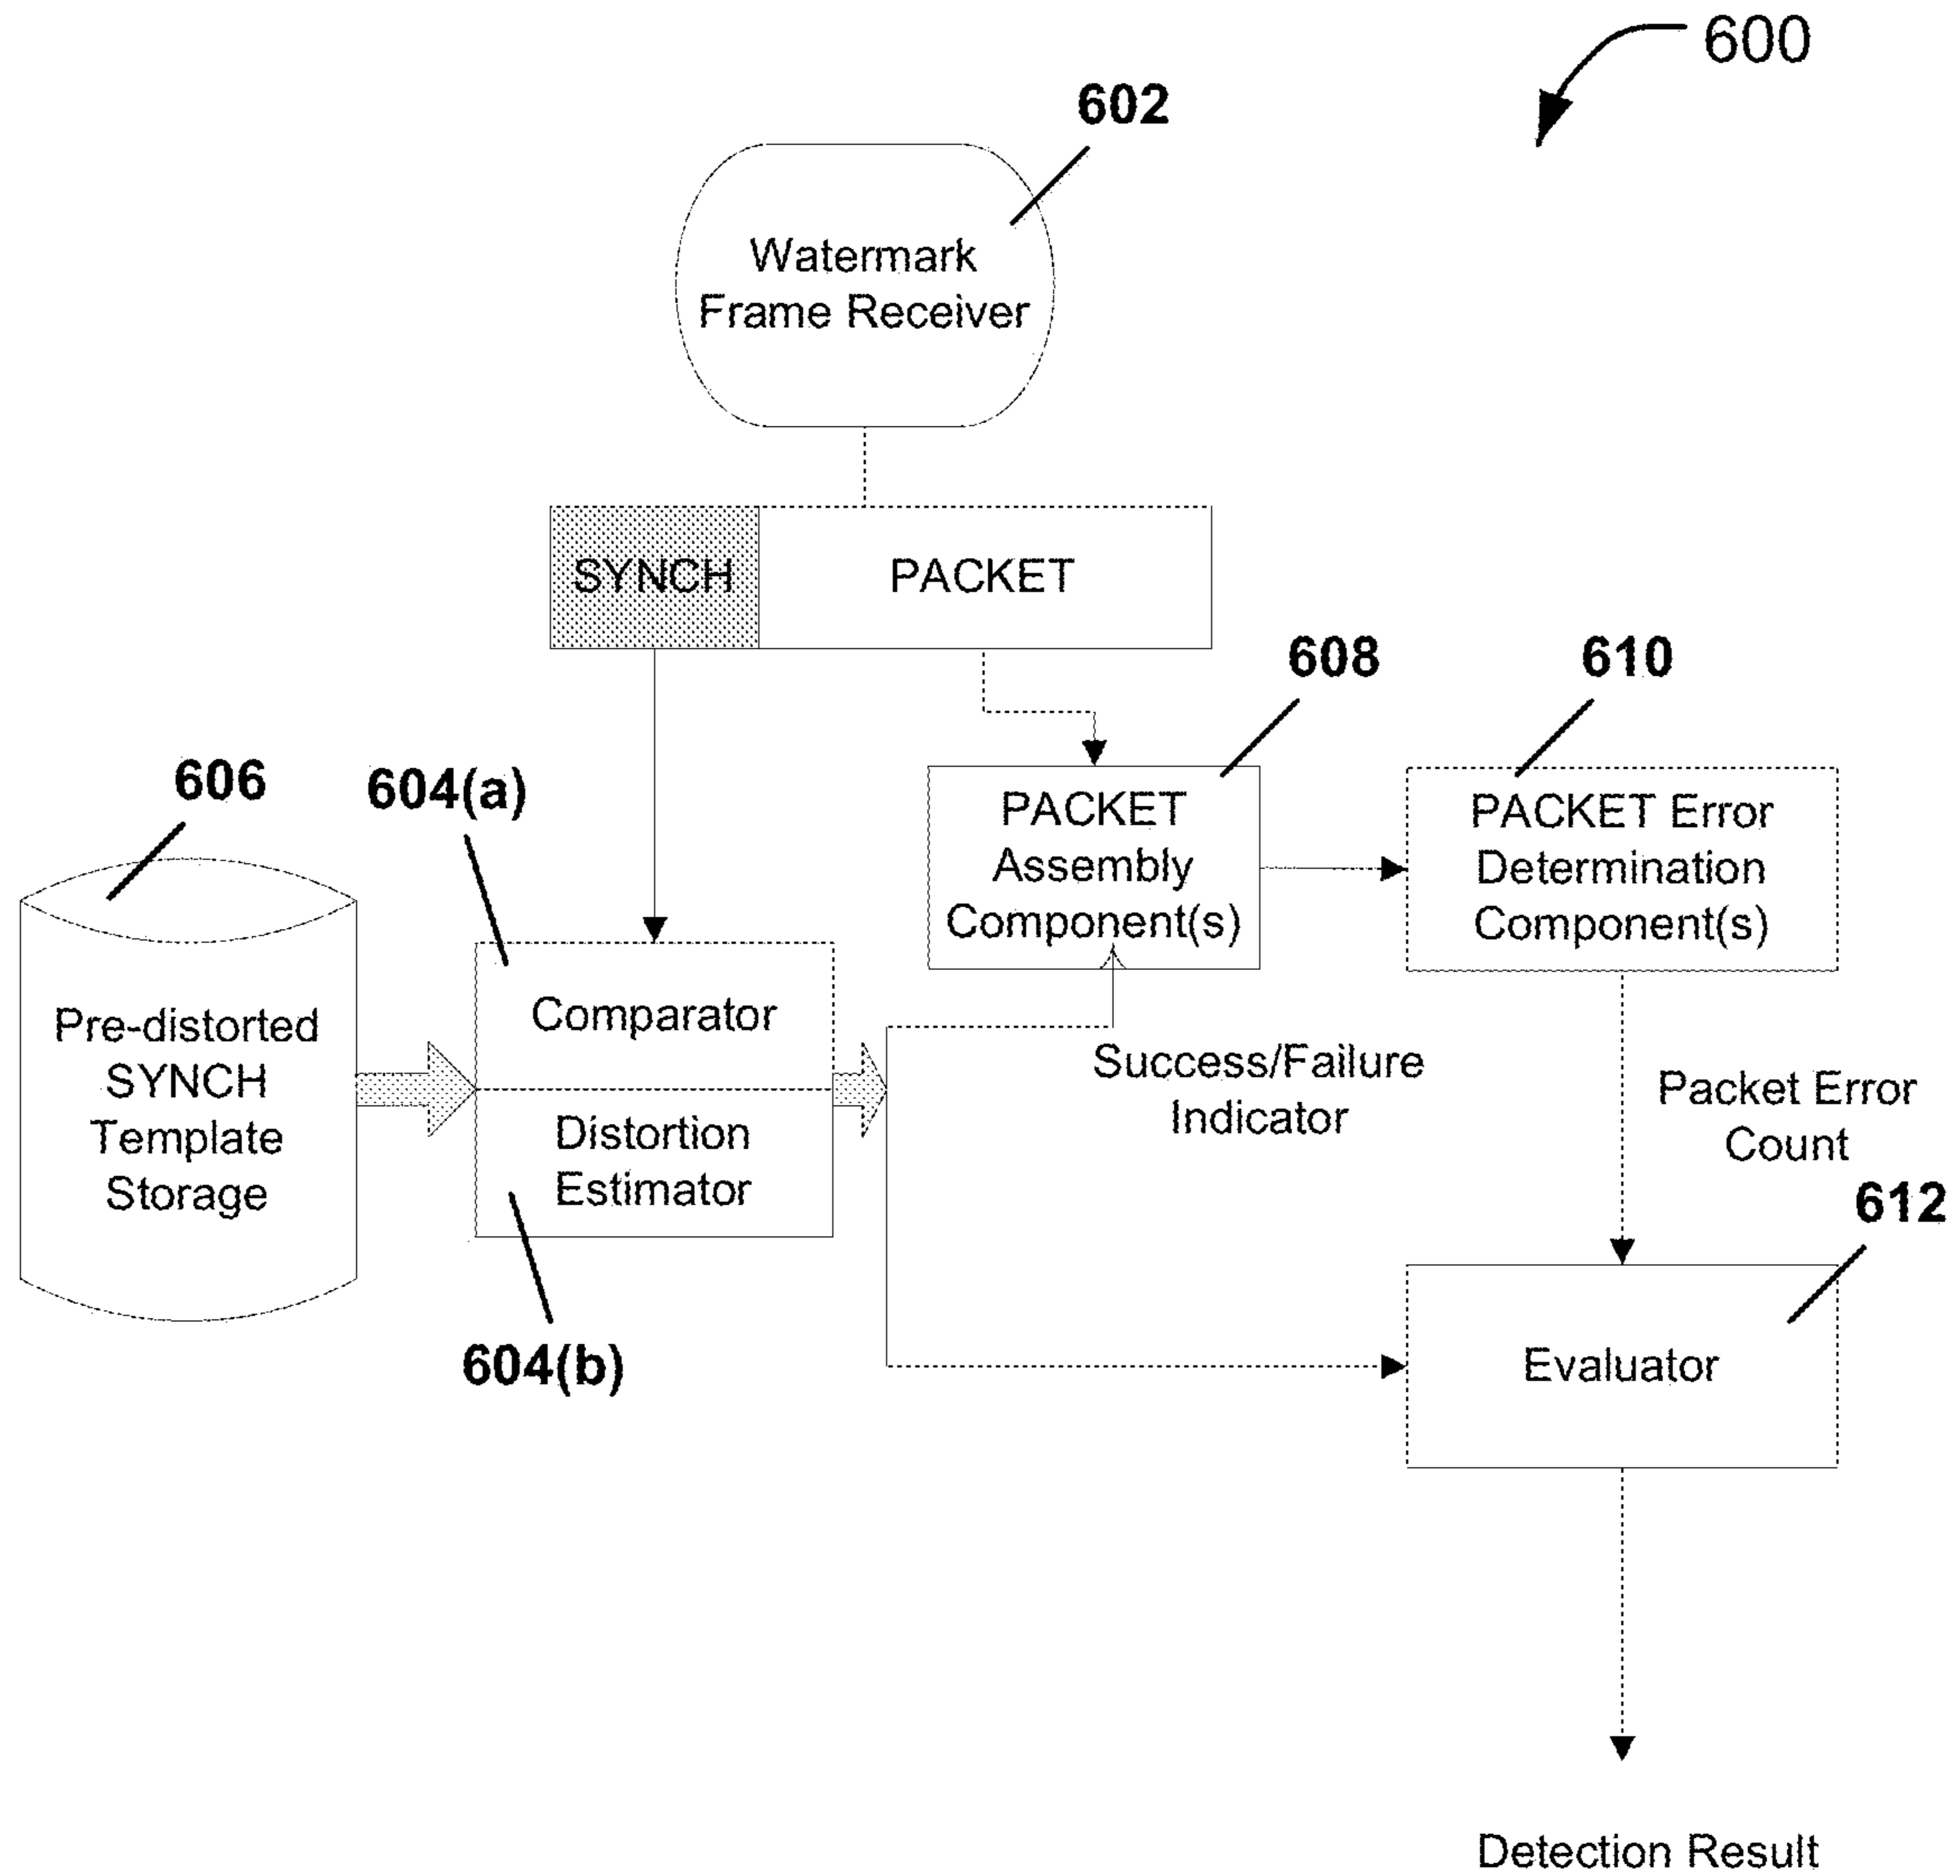 600
602
Watermark
Frame Receiver
SYNCH
PACKET
608
610
606
604(a)
PACKET
Assembly
Component(s)
PACKET Error
Determination
Component(s)
Pre-distorted
SYNCH
Template
Storage
Comparator
Distortion
Estimator
Success/Failure
Indicator
Packet Error
Count
612
604(b)
Evaluator
Detection Result